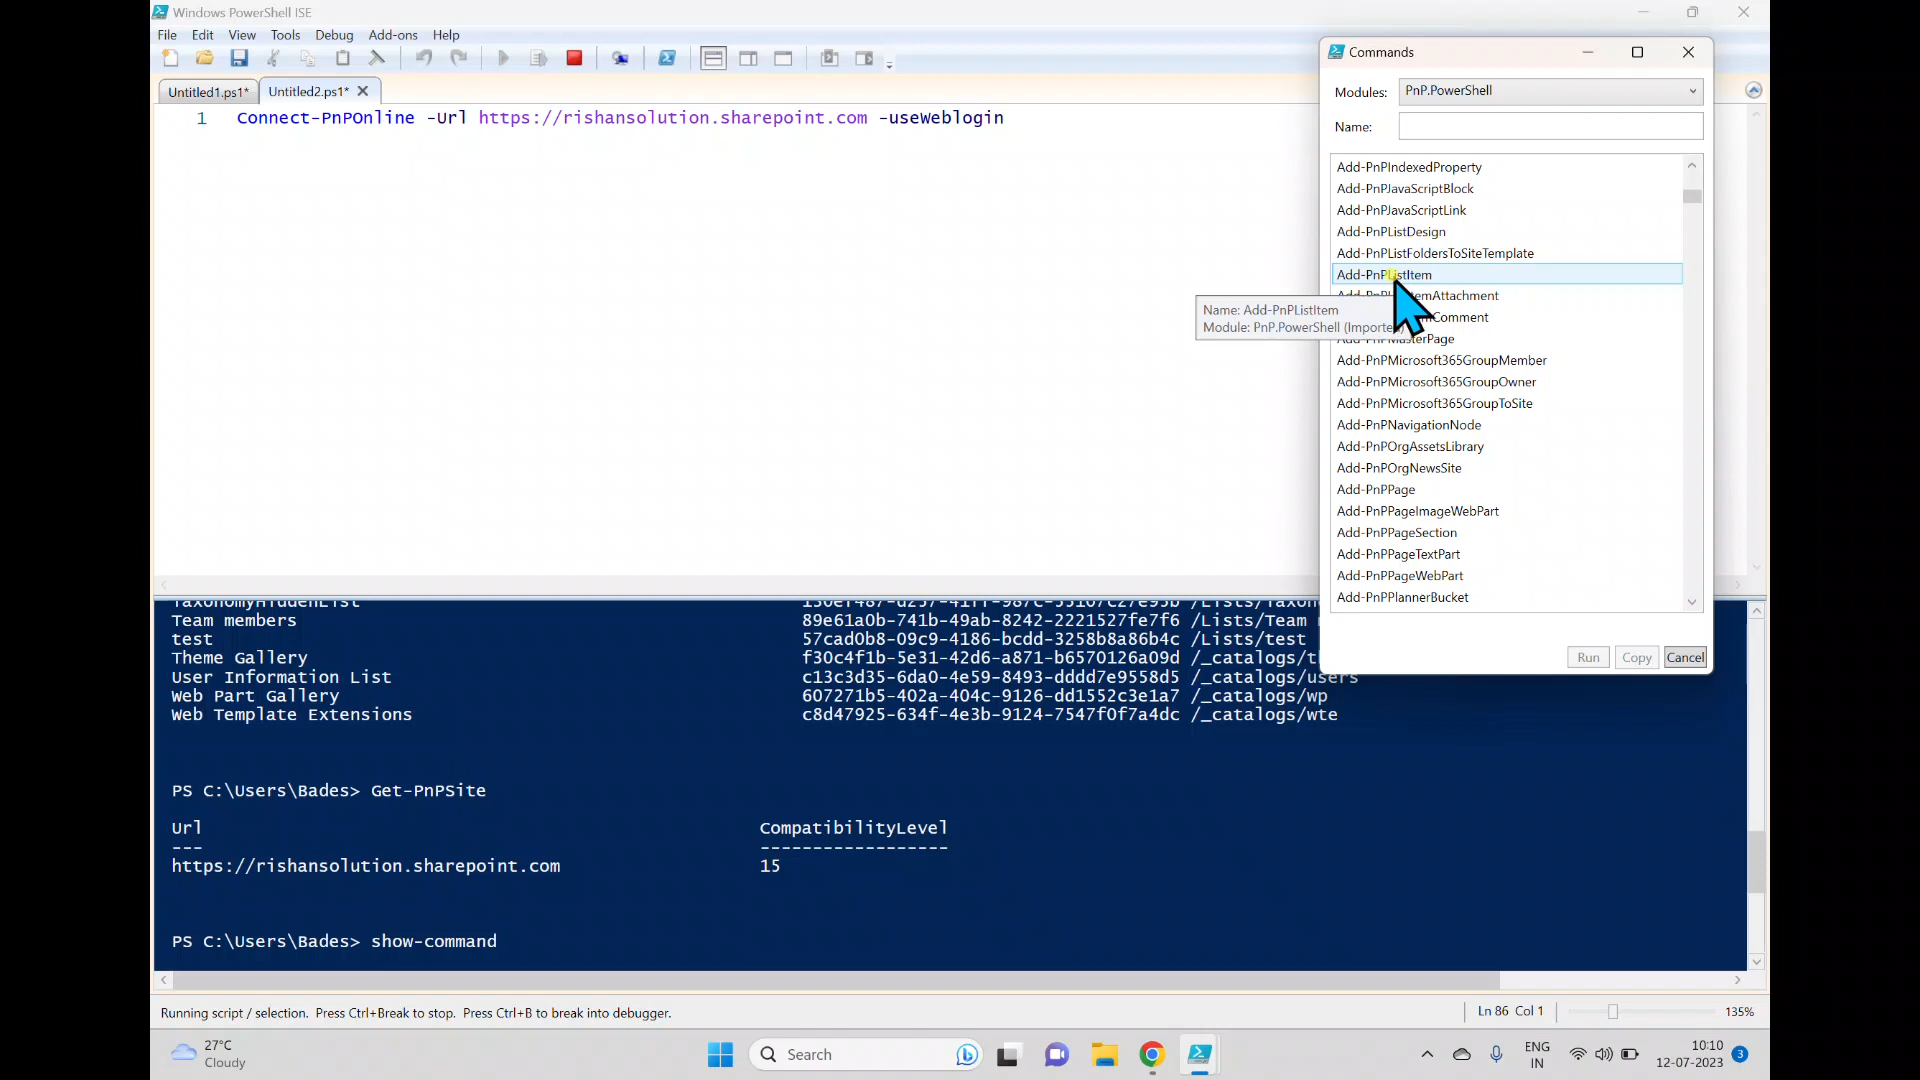 Windows PowerShell ISE
File Edit View Tools Debug Add-ons Help
Untitled1.ps1* Untitled2.ps1*
1 Connect-PnPOnline -Url https://rishansolution.sharepoint.com -useWeblogin
Commands
Modules: PnP.PowerShell
Name:
Add-PnPIndexedProperty
Add-PnPJavaScriptBlock
Add-PnPJavaScriptLink
Add-PnPListDesign
Add-PnPListFoldersToSiteTemplate
Add-PnPListItem
Name: Add-PnPListItem
Module: PnP.PowerShell (Imported)
Add-PnPMicrosoft365GroupMember
Add-PnPMicrosoft365GroupOwner
Add-PnPMicrosoft365GroupToSite
Add-PnPNavigationNode
Add-PnPOrgAssetsLibrary
Add-PnPOrgNewsSite
Add-PnPPage
Add-PnPPageImageWebPart
Add-PnPPageSection
Add-PnPPageTextPart
Add-PnPPageWebPart
Add-PnPPlannerBucket
Run Copy Cancel
TaxonomyHiddenList
Team members 89e61a0b-741b-49ab-8242-2221527fe7f6 /Lists/Team
test 57cad0b8-09c9-4186-bcdd-3258b8a86b4c /Lists/test
Theme Gallery f30c4f1b-5e31-42d6-a871-b6570126a09d /_catalogs/t
User Information List c13c3d35-6da0-4e59-8493-dddd7e9558d5 /_catalogs/users
Web Part Gallery 607271b5-402a-404c-9126-dd1552c3e1a7 /_catalogs/wp
Web Template Extensions c8d47925-634f-4e3b-9124-7547f0f7a4dc /_catalogs/wte
PS C:\Users\Bades> Get-PnPSite
Url CompatibilityLevel
--- ------------------
https://rishansolution.sharepoint.com 15
PS C:\Users\Bades> show-command
Running script / selection. Press Ctrl+Break to stop. Press Ctrl+B to break into debugger.
Ln 86 Col 1 135%
27°C
Cloudy
Search
ENG
IN
10:10
12-07-2023
3